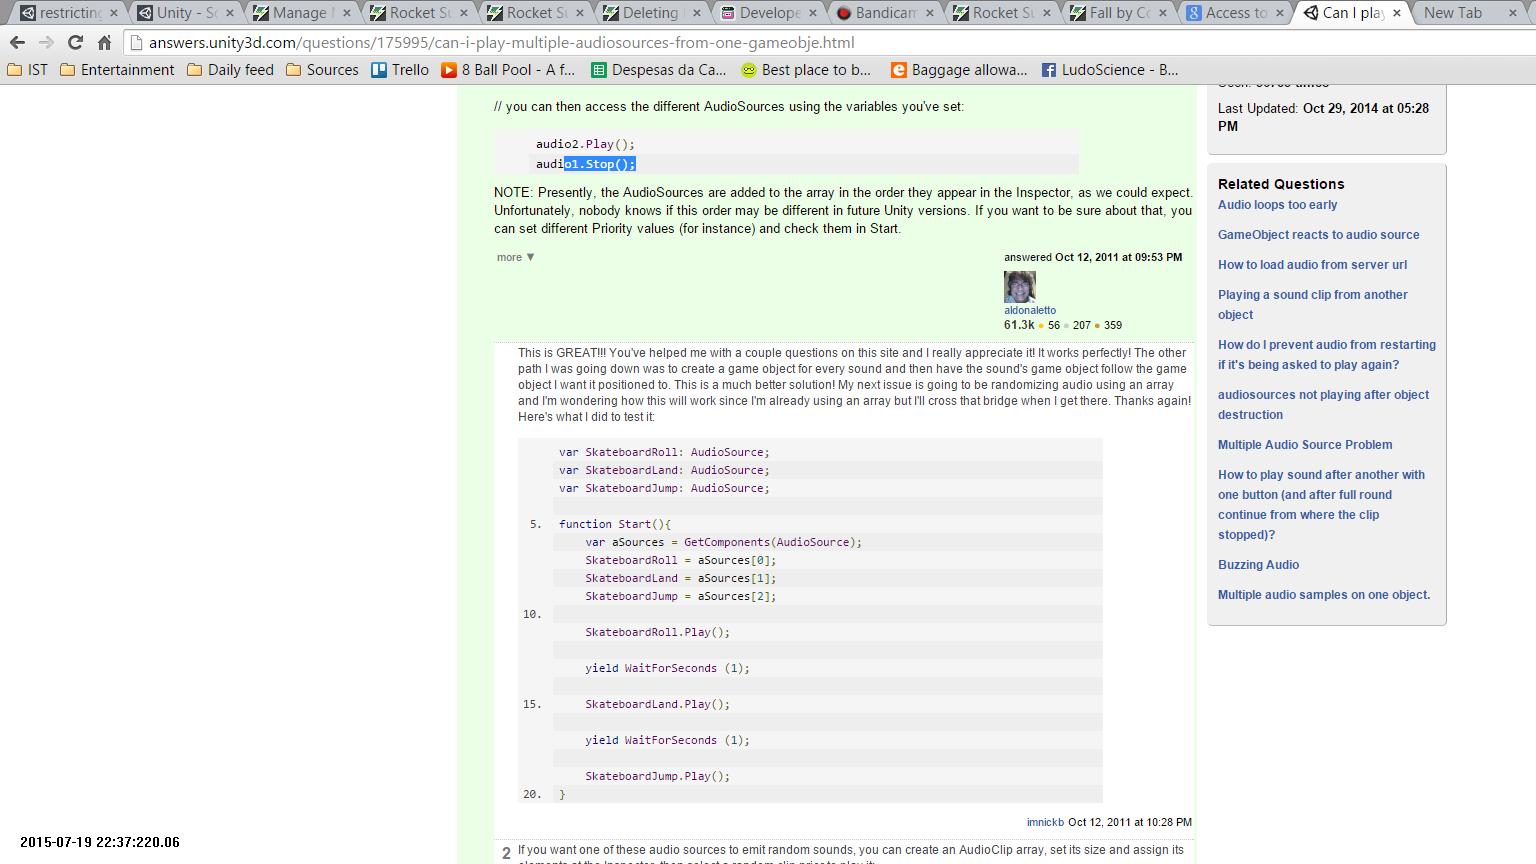 restricting
Unity - Sc
Manage
Rocket Su
Rocket Su
Deleting
Develope
Bandicam
Rocket Su
Fall by Co
Access to
Can I play
New Tab
answers.unity3d.com/questions/175995/can-i-play-multiple-audiosources-from-one-gameobje.html
IST
Entertainment
Daily feed
Sources
Trello
8 Ball Pool - A f...
Despesas da Ca...
Best place to b...
Baggage allowa...
LudoScience - B...
// you can then access the different AudioSources using the variables you've set:
audio2.Play();
audio1.Stop();
NOTE: Presently, the AudioSources are added to the array in the order they appear in the Inspector, as we could expect.
Unfortunately, nobody knows if this order may be different in future Unity versions. If you want to be sure about that, you
can set different Priority values (for instance) and check them in Start.
more ▼
answered Oct 12, 2011 at 09:53 PM
aldonaletto
61.3k ● 56 ● 207 ● 359
This is GREAT!!! You've helped me with a couple questions on this site and I really appreciate it! It works perfectly! The other
path I was going down was to create a game object for every sound and then have the sound's game object follow the game
object I want it positioned to. This is a much better solution! My next issue is going to be randomizing audio using an array
and I'm wondering how this will work since I'm already using an array but I'll cross that bridge when I get there. Thanks again!
Here's what I did to test it:
var SkateboardRoll: AudioSource;
var SkateboardLand: AudioSource;
var SkateboardJump: AudioSource;
5. function Start(){
var aSources = GetComponents(AudioSource);
SkateboardRoll = aSources[0];
SkateboardLand = aSources[1];
SkateboardJump = aSources[2];
10.
SkateboardRoll.Play();
yield WaitForSeconds (1);
15. SkateboardLand.Play();
yield WaitForSeconds (1);
SkateboardJump.Play();
20. }
imnickb Oct 12, 2011 at 10:28 PM
2 If you want one of these audio sources to emit random sounds, you can create an AudioClip array, set its size and assign its
Last Updated: Oct 29, 2014 at 05:28
PM
Related Questions
Audio loops too early
GameObject reacts to audio source
How to load audio from server url
Playing a sound clip from another
object
How do I prevent audio from restarting
if it's being asked to play again?
audiosources not playing after object
destruction
Multiple Audio Source Problem
How to play sound after another with
one button (and after full round
continue from where the clip
stopped)?
Buzzing Audio
Multiple audio samples on one object.
2015-07-19 22:37:220.06